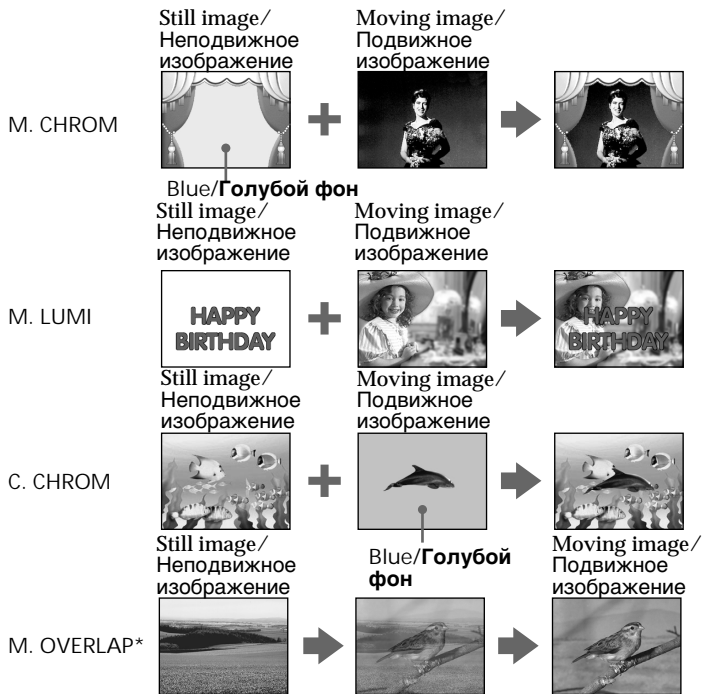 Still image/
Неподвижное
изображение
Moving image/
Подвижное
изображение
M. CHROM
Blue/Голубой фон
Still image/
Неподвижное
изображение
Moving image/
Подвижное
изображение
M. LUMI
HAPPY
BIRTHDAY
HAPPY
BIRTHDAY
Still image/
Неподвижное
изображение
Moving image/
Подвижное
изображение
C. CHROM
Blue/Голубой
фон
Still image/
Неподвижное
изображение
Moving image/
Подвижное
изображение
M. OVERLAP*